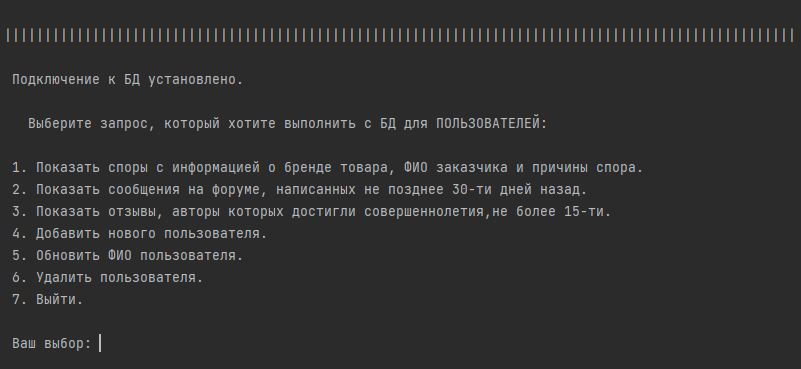 ||||||||||||||||||||||||||||||||||||||||||||||||||||||||||||||||||||||||||||||||||||||||||||||||||||
Подключение к БД установлено.
Выберите запрос, который хотите выполнить с БД для ПОЛЬЗОВАТЕЛЕЙ:
1. Показать споры с информацией о бренде товара, ФИО заказчика и причины спора.
2. Показать сообщения на форуме, написанных не позднее 30-ти дней назад.
3. Показать отзывы, авторы которых достигли совершеннолетия,не более 15-ти.
4. Добавить нового пользователя.
5. Обновить ФИО пользователя.
6. Удалить пользователя.
7. Выйти.
Ваш выбор: